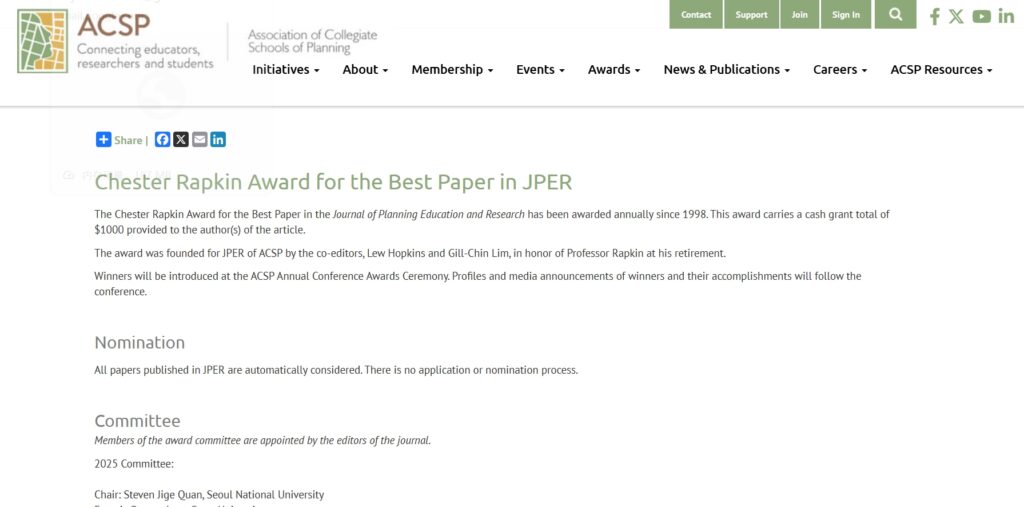 ACSP
Connecting educators,
researchers and students
Association of Collegiate
Schools of Planning
Contact
Support
Join
Sign In
Initiatives
About
Membership
Events
Awards
News & Publications
Careers
ACSP Resources
Share |
Chester Rapkin Award for the Best Paper in JPER
The Chester Rapkin Award for the Best Paper in the Journal of Planning Education and Research has been awarded annually since 1998. This award carries a cash grant total of
$1000 provided to the author(s) of the article.
The award was founded for JPER of ACSP by the co-editors, Lew Hopkins and Gill-Chin Lim, in honor of Professor Rapkin at his retirement.
Winners will be introduced at the ACSP Annual Conference Awards Ceremony. Profiles and media announcements of winners and their accomplishments will follow the
conference.
Nomination
All papers published in JPER are automatically considered. There is no application or nomination process.
Committee
Members of the award committee are appointed by the editors of the journal.
2025 Committee:
Chair: Steven Jige Quan, Seoul National University